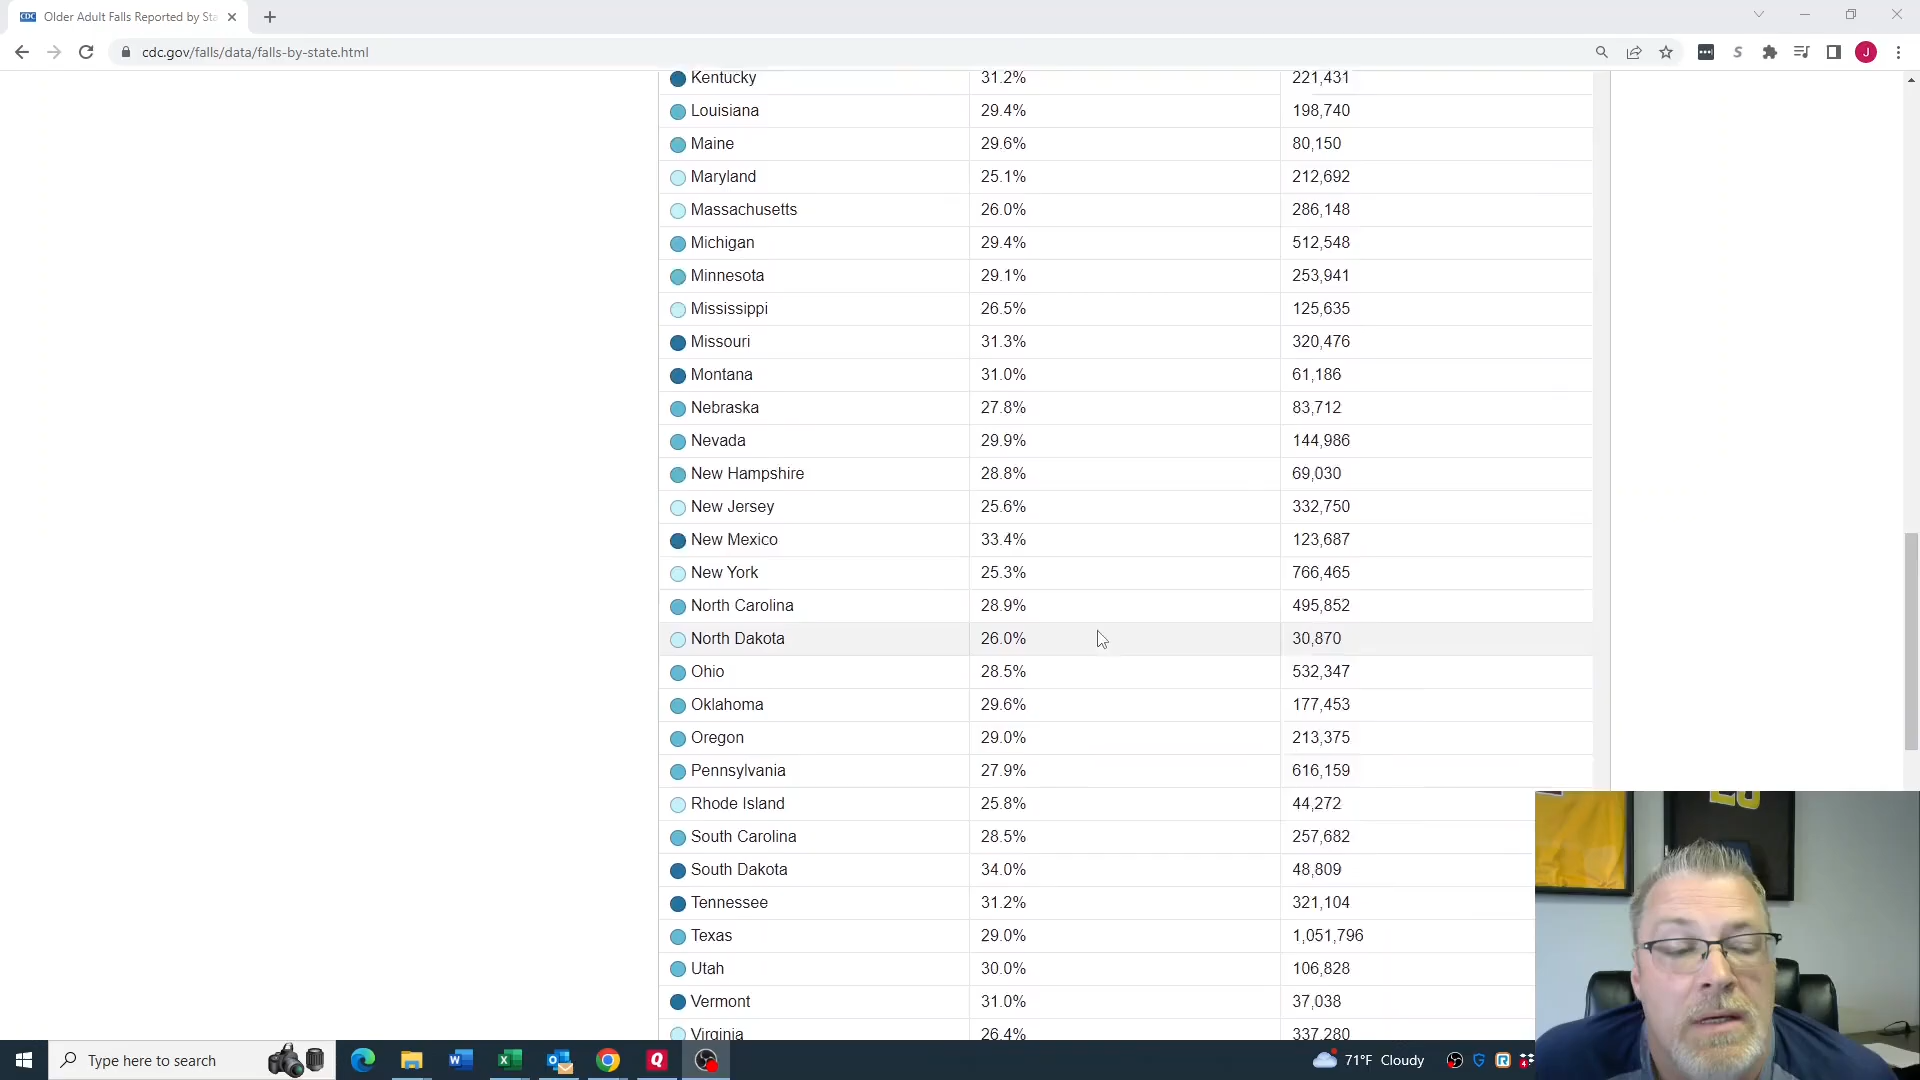 Older Adult Falls Reported by Sta
cdc.gov/falls/data/falls-by-state.html
J
Kentucky 31.2% 221,431
Louisiana 29.4% 198,740
Maine 29.6% 80,150
Maryland 25.1% 212,692
Massachusetts 26.0% 286,148
Michigan 29.4% 512,548
Minnesota 29.1% 253,941
Mississippi 26.5% 125,635
Missouri 31.3% 320,476
Montana 31.0% 61,186
Nebraska 27.8% 83,712
Nevada 29.9% 144,986
New Hampshire 28.8% 69,030
New Jersey 25.6% 332,750
New Mexico 33.4% 123,687
New York 25.3% 766,465
North Carolina 28.9% 495,852
North Dakota 26.0% 30,870
Ohio 28.5% 532,347
Oklahoma 29.6% 177,453
Oregon 29.0% 213,375
Pennsylvania 27.9% 616,159
Rhode Island 25.8% 44,272
South Carolina 28.5% 257,682
South Dakota 34.0% 48,809
Tennessee 31.2% 321,104
Texas 29.0% 1,051,796
Utah 30.0% 106,828
Vermont 31.0% 37,038
Virginia 26.4% 337,280
Type here to search
71°F Cloudy